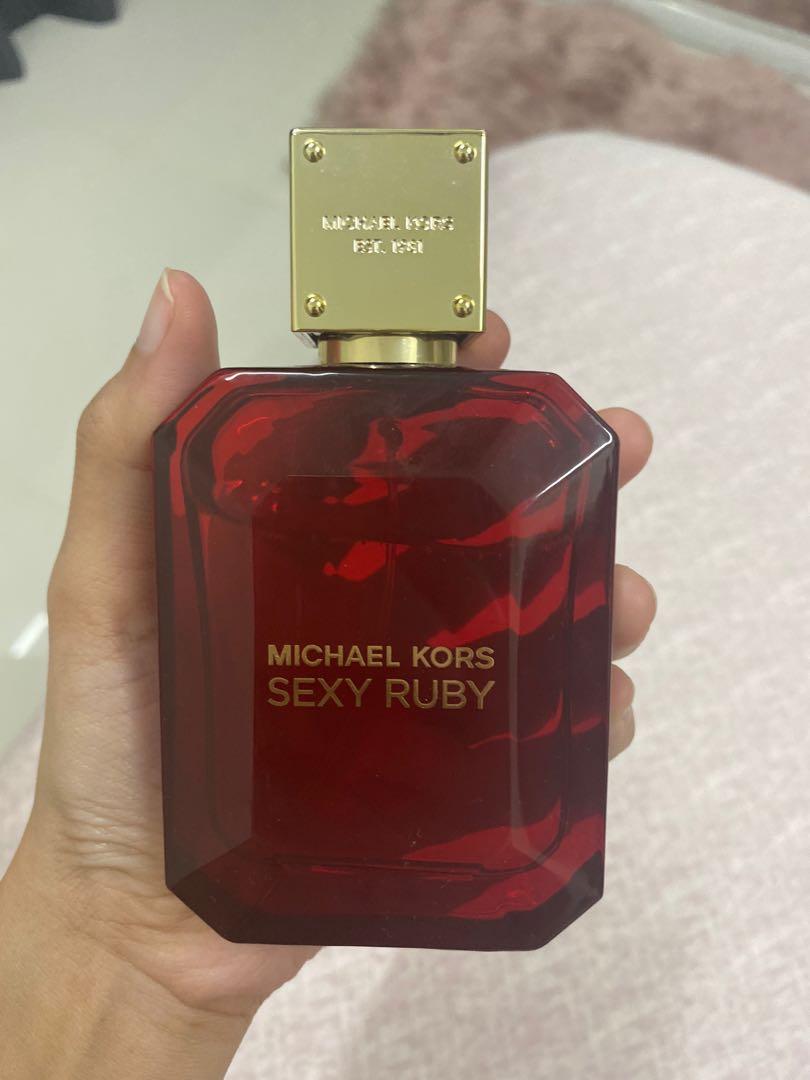 MICHAEL KORS
EST. 1981
MICHAEL KORS
SEXY RUBY